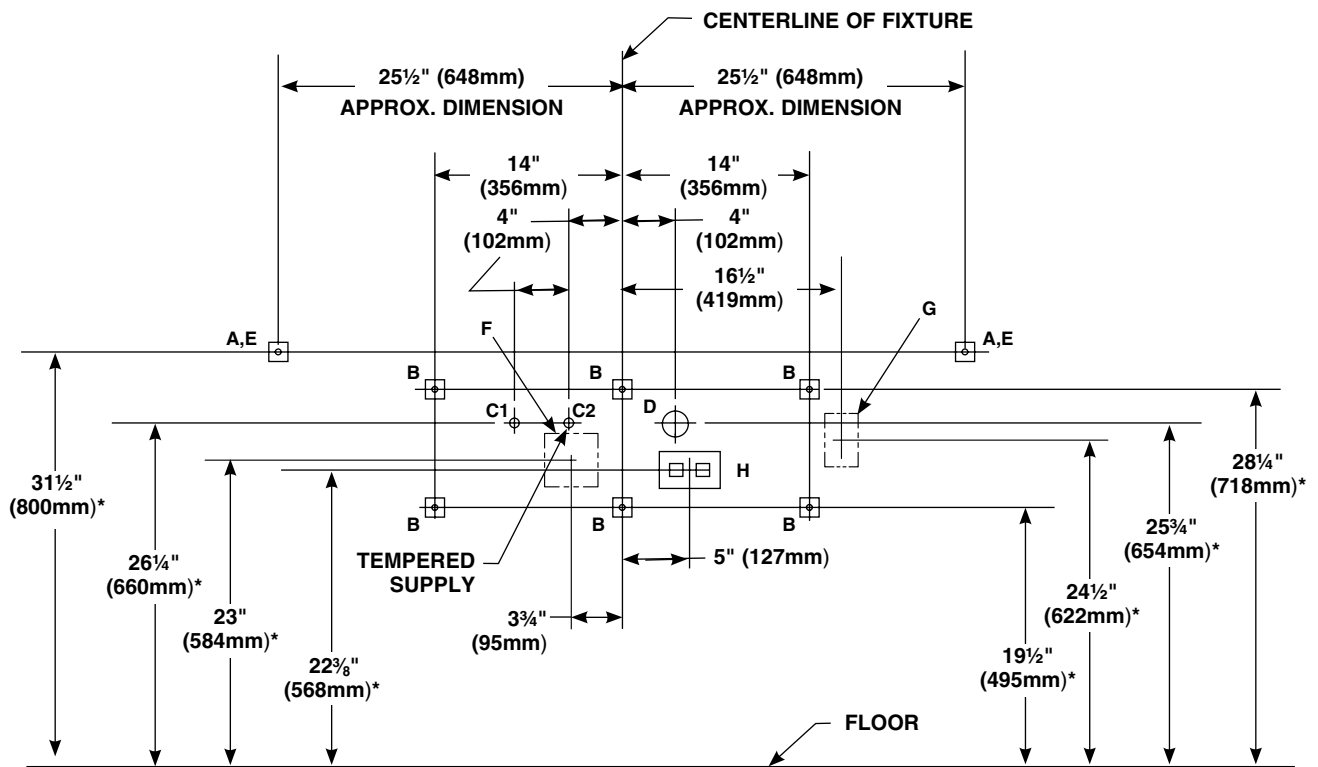 CENTERLINE OF FIXTURE
25½" (648mm)
APPROX. DIMENSION
25½" (648mm)
APPROX. DIMENSION
14"
(356mm)
14"
(356mm)
4"
(102mm)
4"
(102mm)
16½"
(419mm)
F
G
A,E
A,E
B
B
B
C1
C2
D
H
B
B
B
TEMPERED
SUPPLY
5" (127mm)
3¾"
(95mm)
31½"
(800mm)*
26¼"
(660mm)*
23"
(584mm)*
22⅜"
(568mm)*
28¼"
(718mm)*
25¾"
(654mm)*
24½"
(622mm)*
19½"
(495mm)*
FLOOR